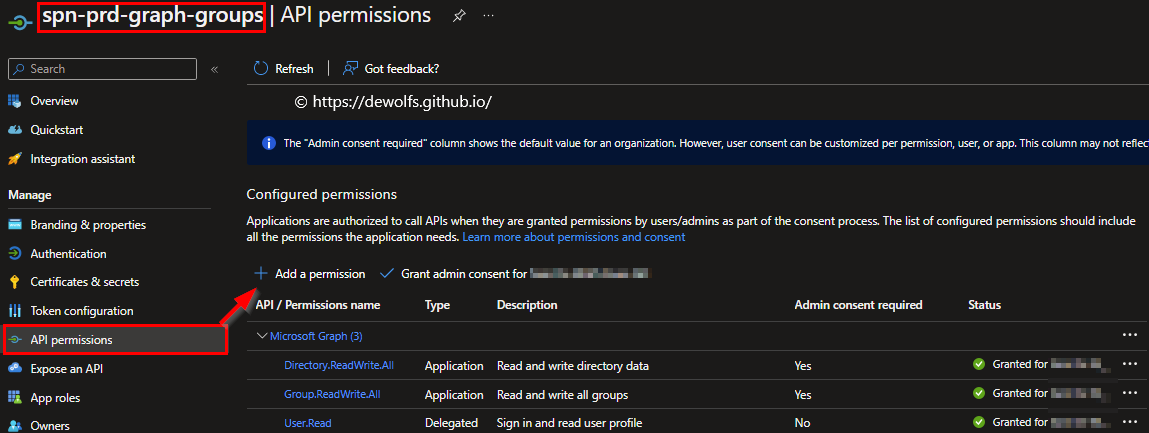 spn-prd-graph-groups | API permissions
Search
Refresh
Got feedback?
© https://dewolfs.github.io/
Overview
Quickstart
Integration assistant
Manage
Branding & properties
Authentication
Certificates & secrets
Token configuration
API permissions
Expose an API
App roles
Owners
The "Admin consent required" column shows the default value for an organization. However, user consent can be customized per permission, user, or app. This column may not reflect
Configured permissions
Applications are authorized to call APIs when they are granted permissions by users/admins as part of the consent process. The list of configured permissions should include
all the permissions the application needs. Learn more about permissions and consent
Add a permission
Grant admin consent for
API / Permissions name Type Description Admin consent required Status
Microsoft Graph (3)
Directory.ReadWrite.All Application Read and write directory data Yes Granted for
Group.ReadWrite.All Application Read and write all groups Yes Granted for
User.Read Delegated Sign in and read user profile No Granted for